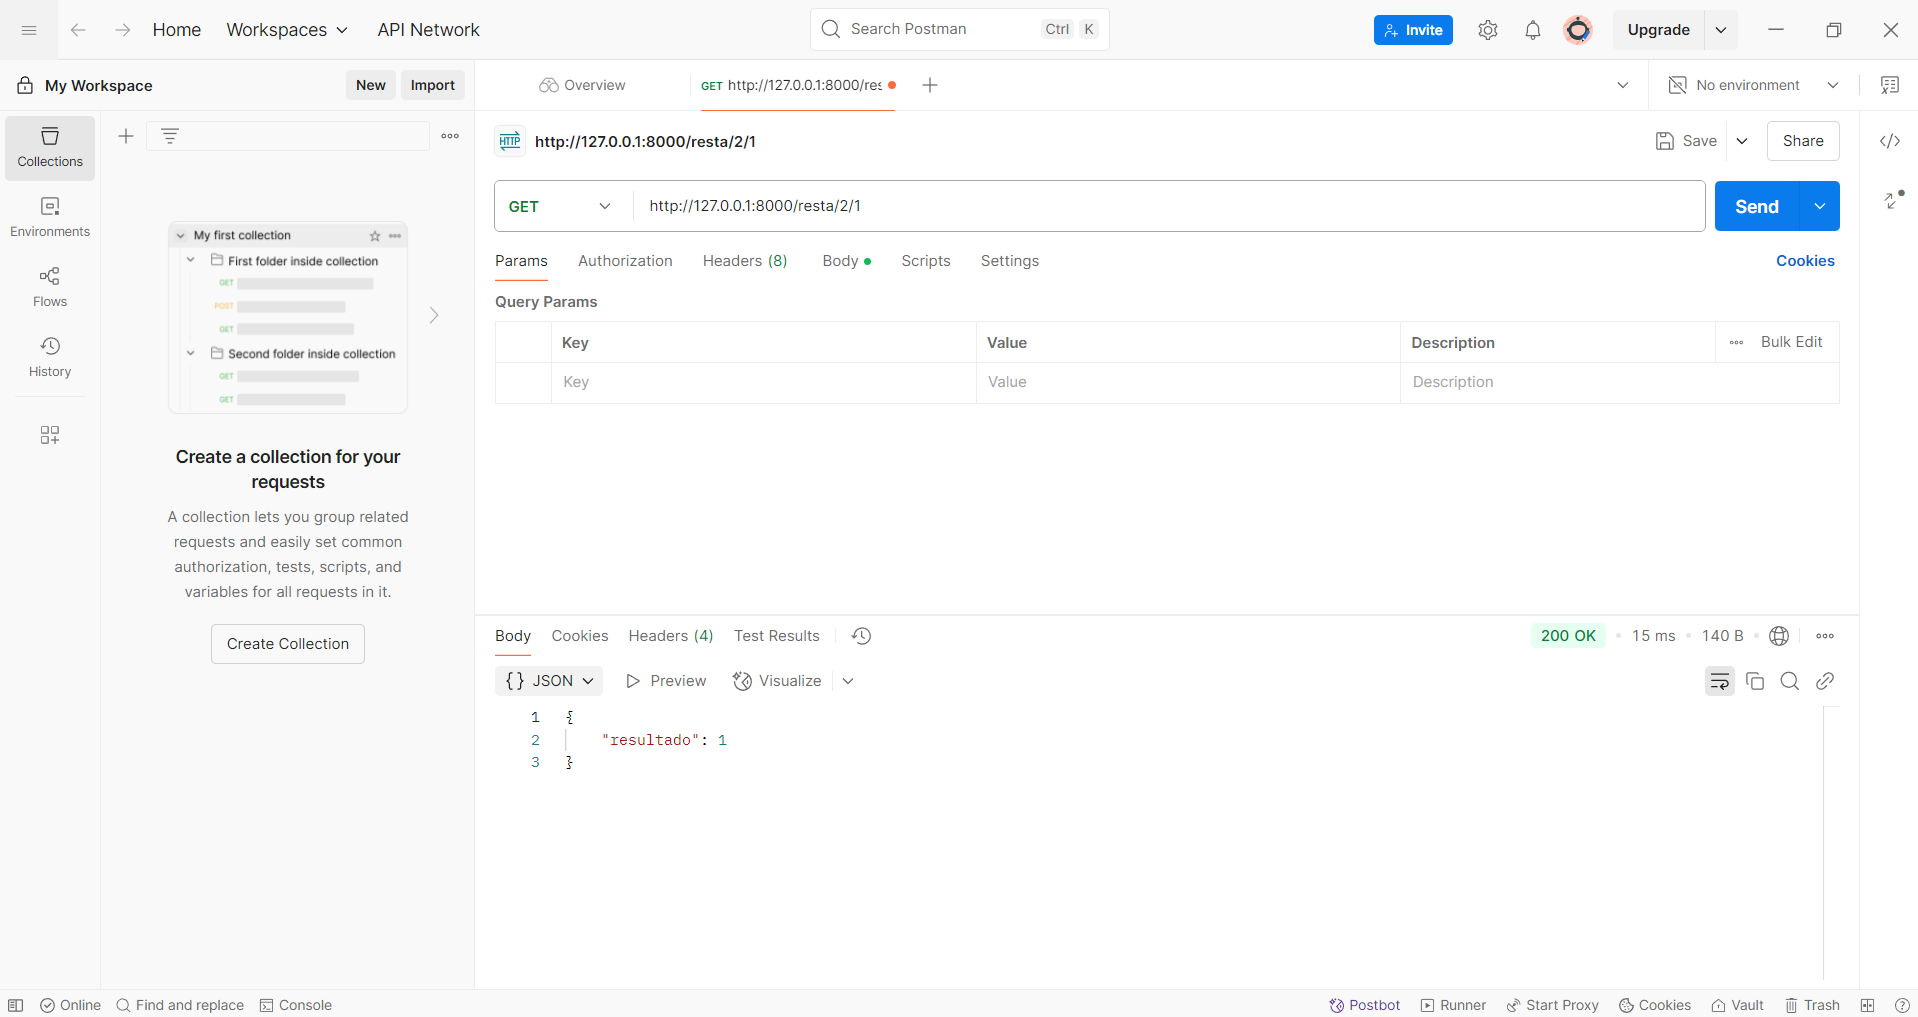 Home
Workspaces
API Network
Search Postman
Ctrl K
Invite
Upgrade
My Workspace
New
Import
Overview
GET http://127.0.0.1:8000/res
No environment
Collections
Environments
Flows
History
My first collection
First folder inside collection
GET
POST
GET
Second folder inside collection
GET
GET
Create a collection for your
requests
A collection lets you group related
requests and easily set common
authorization, tests, scripts, and
variables for all requests in it.
Create Collection
HTTP http://127.0.0.1:8000/resta/2/1
Save
Share
GET
http://127.0.0.1:8000/resta/2/1
Send
Params
Authorization
Headers (8)
Body
Scripts
Settings
Cookies
Query Params
Key Value Description
Bulk Edit
Key Value Description
Body
Cookies
Headers (4)
Test Results
200 OK
15 ms
140 B
{} JSON
Preview
Visualize
1 {
2 "resultado": 1
3 }
Online
Find and replace
Console
Postbot
Runner
Start Proxy
Cookies
Vault
Trash